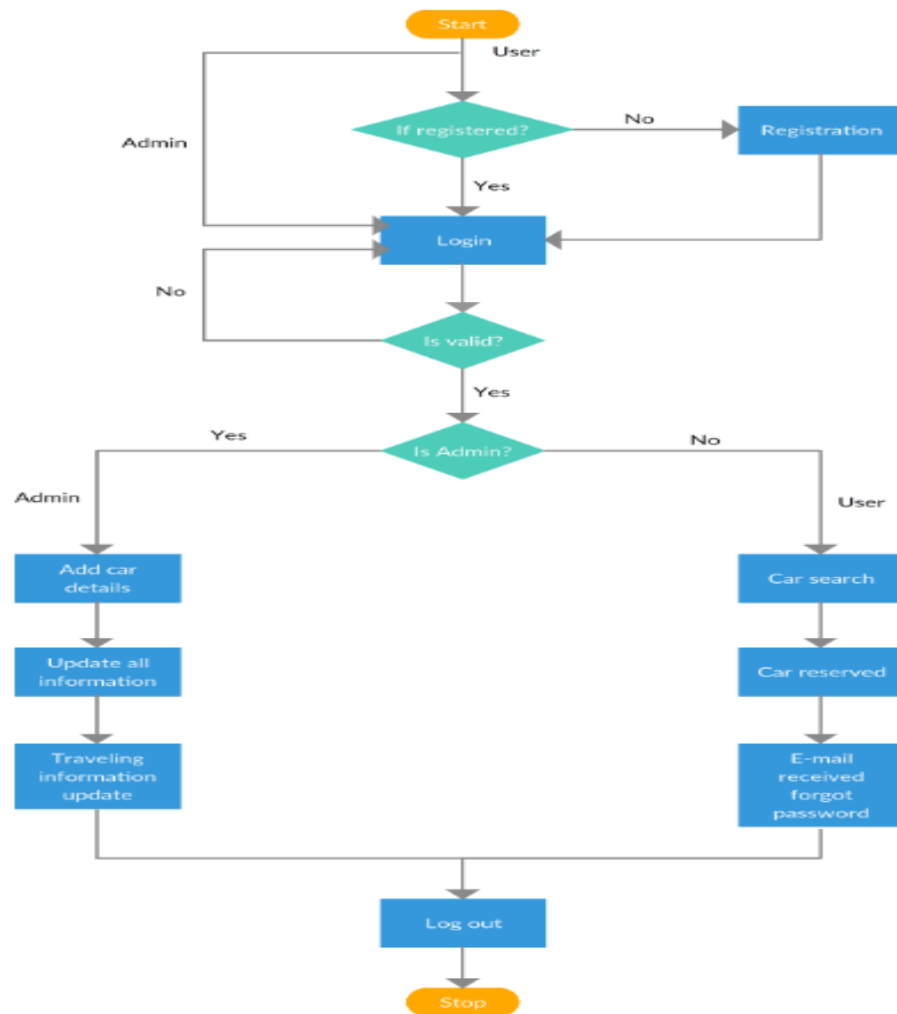 Start
User
If registered?
No
Registration
Admin
Yes
Login
No
Is valid?
Yes
Yes
Is Admin?
No
Admin
User
Add car
details
Car search
Update all
information
Car reserved
Traveling
information
update
E-mail
received
forgot
password
Log out
Stop